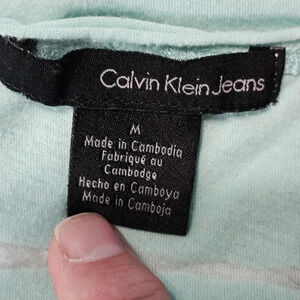 Calvin Klein Jeans
M
Made in Cambodia
Fabriqué au
Cambodge
Hecho en Camboya
Made in Camboja